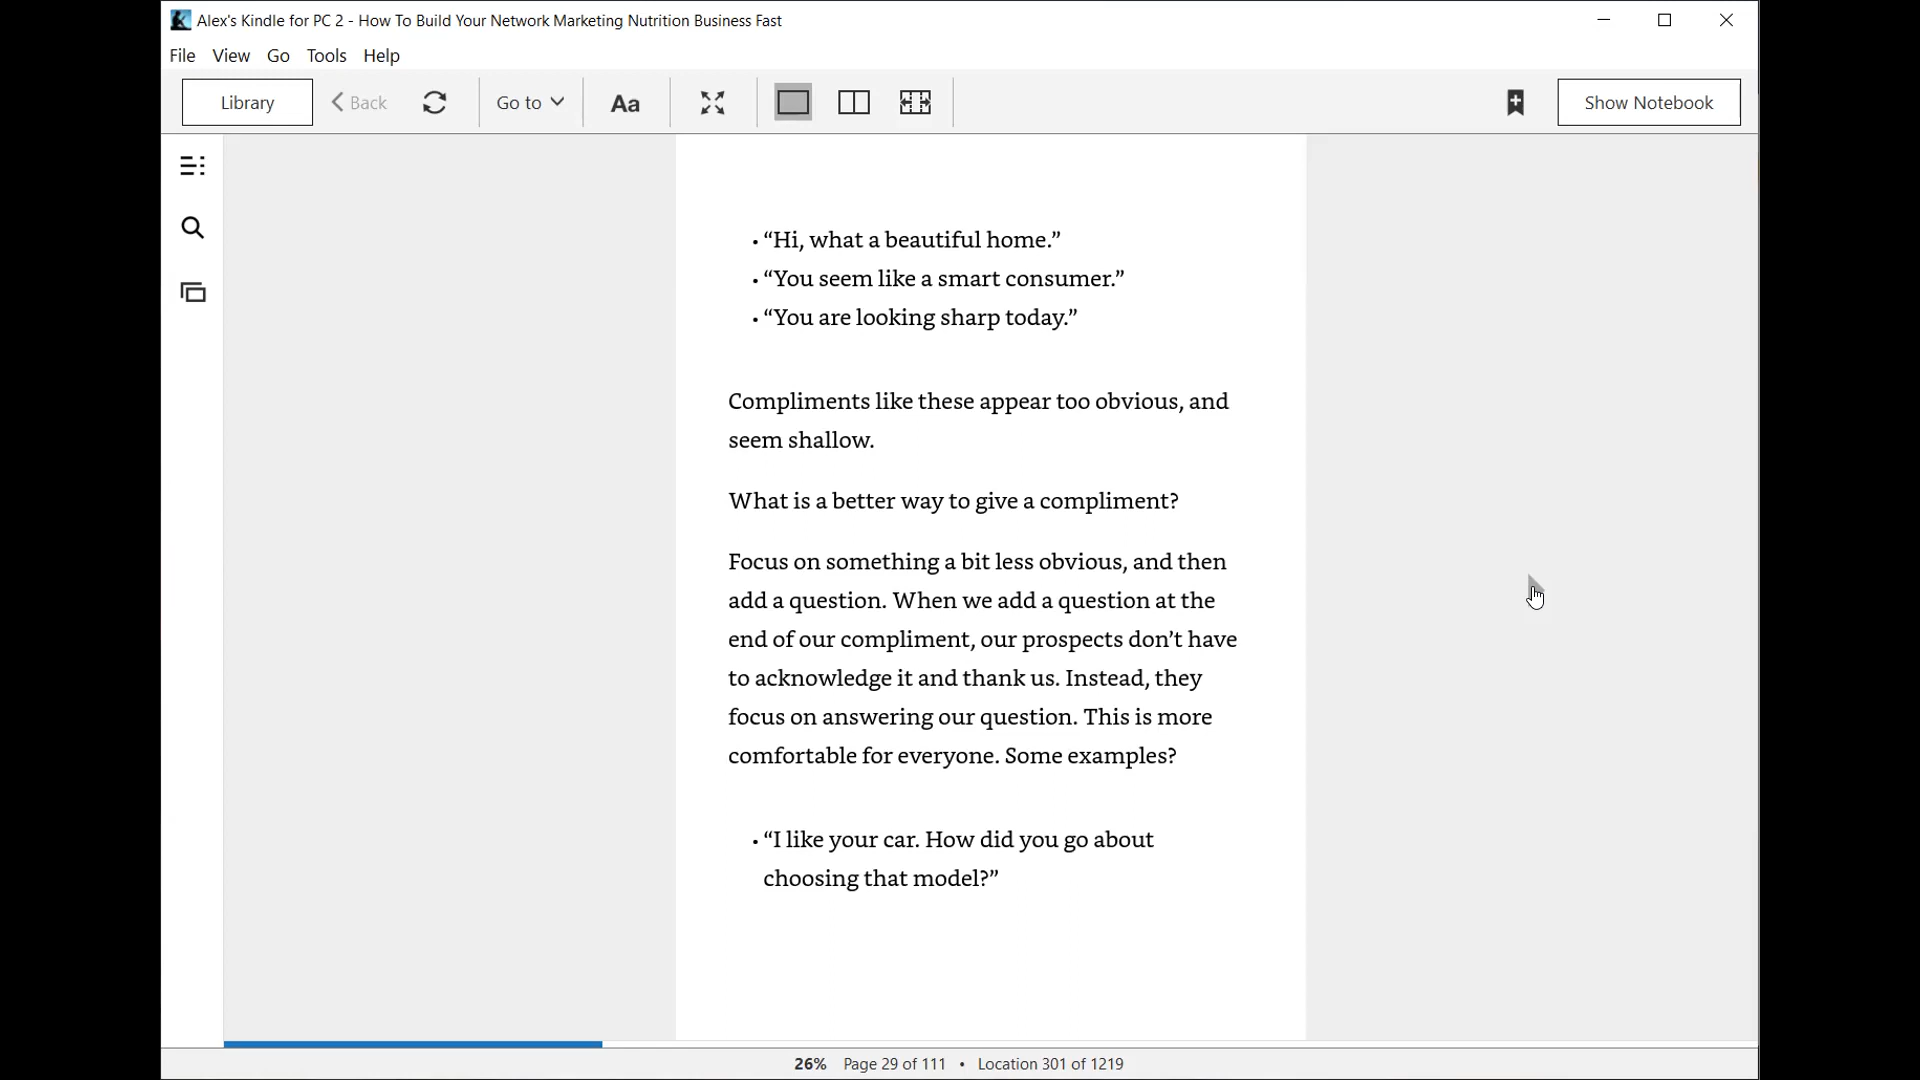 Alex's Kindle for PC 2 - How To Build Your Network Marketing Nutrition Business Fast
File View Go Tools Help
Library Back Go to Aa Show Notebook
• “Hi, what a beautiful home.”
• “You seem like a smart consumer.”
• “You are looking sharp today.”
Compliments like these appear too obvious, and
seem shallow.
What is a better way to give a compliment?
Focus on something a bit less obvious, and then
add a question. When we add a question at the
end of our compliment, our prospects don’t have
to acknowledge it and thank us. Instead, they
focus on answering our question. This is more
comfortable for everyone. Some examples?
• “I like your car. How did you go about
choosing that model?”
26% Page 29 of 111 • Location 301 of 1219